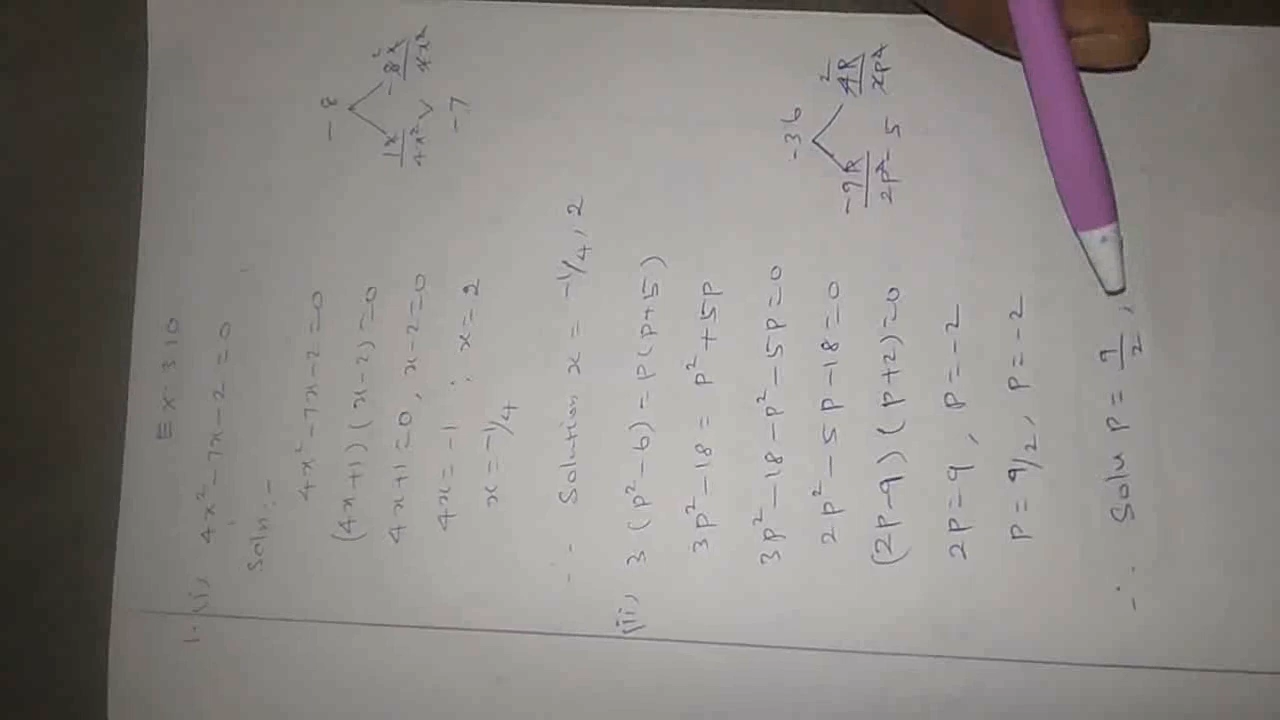 Ex 3.10
1. (i) 4x² - 7x - 2 = 0
Soln:-
4x² - 7x - 2 = 0
(4x+1) (x-2) = 0
4x+1 = 0, x-2 = 0
4x = -1 ; x = 2
x = -1/4
-8
1x/4x² -8x/4x²
-7
∴ Solution x = -1/4, 2
(ii) 3(p²-6) = p(p+5)
3p² - 18 = p² + 5p
3p² - 18 - p² - 5p = 0
2p² - 5p - 18 = 0
(2p-9) (p+2) = 0
2p = 9, p = -2
p = 9/2, p = -2
-36
-9p/2p² 2 4p
-5
∴ Solu p = 9/2,